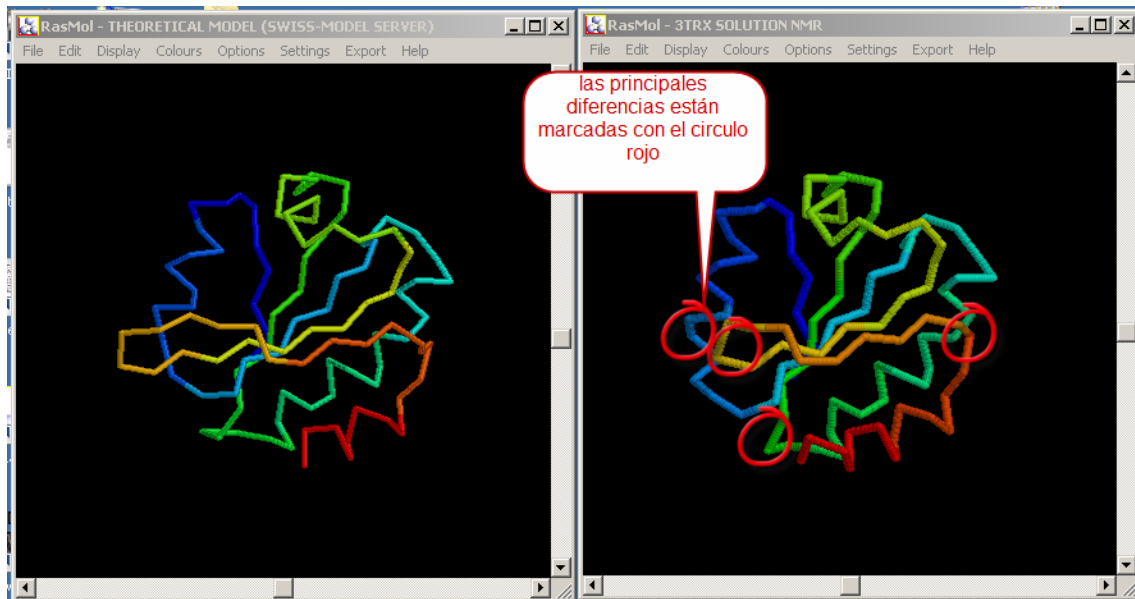 RasMol - THEORETICAL MODEL (SWISS-MODEL SERVER)
File Edit Display Colours Options Settings Export Help
RasMol - 3TRX SOLUTION NMR
File Edit Display Colours Options Settings Export Help
las principales
diferencias están
marcadas con el circulo
rojo